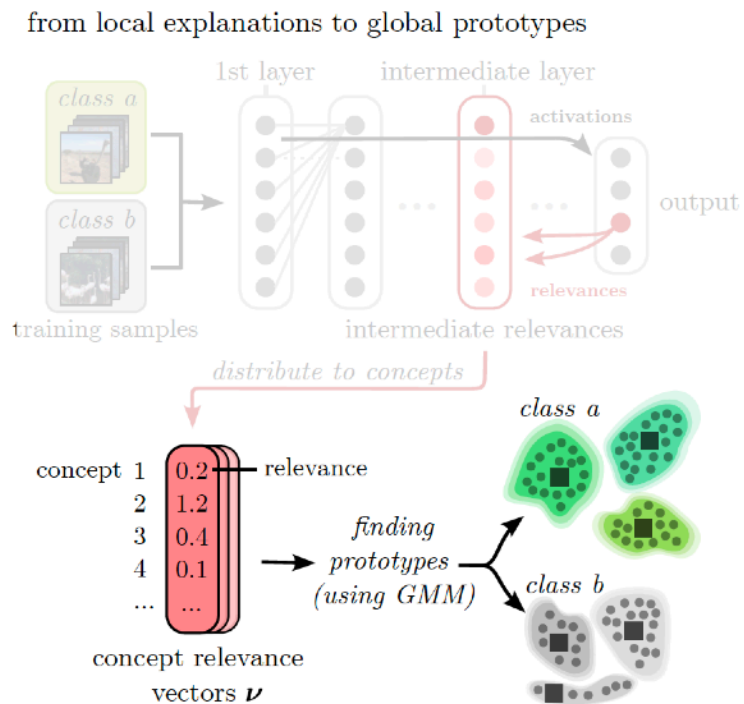 from local explanations to global prototypes
1st layer
intermediate layer
class a
activations
class b
output
relevances
training samples
intermediate relevances
distribute to concepts
class a
concept 1 0.2 relevance
2 1.2
3 0.4
4 0.1
... ...
finding
prototypes
(using GMM)
class b
concept relevance
vectors ν